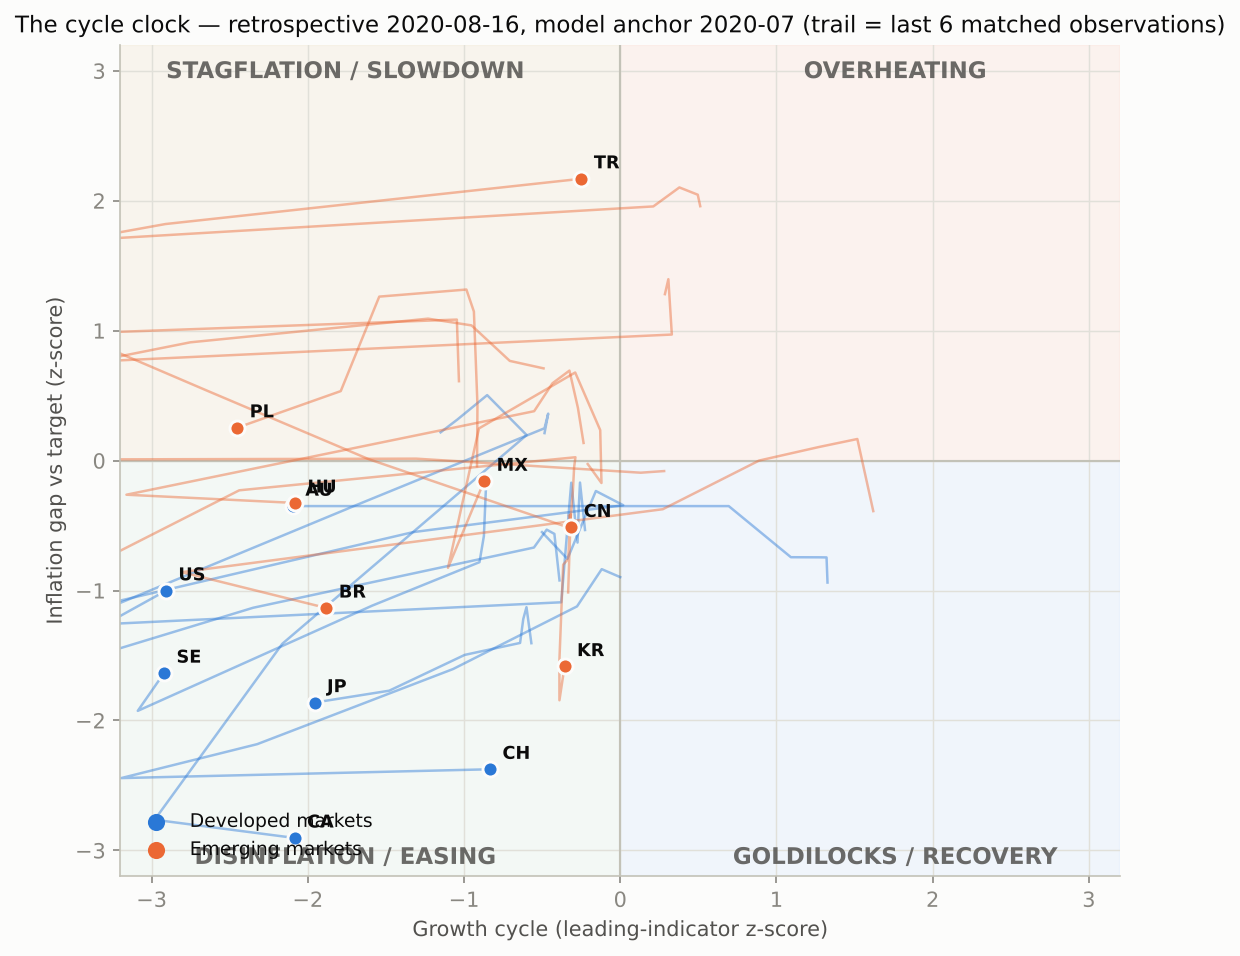 The cycle clock — retrospective 2020-08-16, model anchor 2020-07 (trail = last 6 matched observations)
STAGFLATION / SLOWDOWN
OVERHEATING
3
2
1
0
−1
−2
−3
Inflation gap vs target (z-score)
TR
PL
MX
HU
AU
CN
US
BR
SE
KR
JP
CH
CA
Developed markets
Emerging markets
DISINFLATION / EASING
GOLDILOCKS / RECOVERY
−3
−2
−1
0
1
2
3
Growth cycle (leading-indicator z-score)